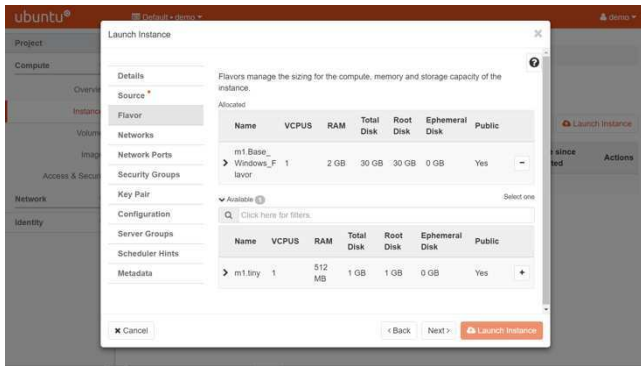 ubuntu®
Default • demo
demo
Project
Compute
Overvie
Instanc
Volum
Imag
Access & Securi
Network
Identity
Launch Instance
since
ted
Actions
Launch Instance
Details
Source *
Flavor
Networks
Network Ports
Security Groups
Key Pair
Configuration
Server Groups
Scheduler Hints
Metadata
Flavors manage the sizing for the compute, memory and storage capacity of the
instance.
Allocated
Name VCPUS RAM Total Disk Root Disk Ephemeral Disk Public
m1.Base_
Windows_F 1 2 GB 30 GB 30 GB 0 GB Yes
lavor
Available 1 Select one
Click here for filters.
Name VCPUS RAM Total Disk Root Disk Ephemeral Disk Public
m1.tiny 1 512 MB 1 GB 1 GB 0 GB Yes
Cancel
< Back
Next >
Launch Instance